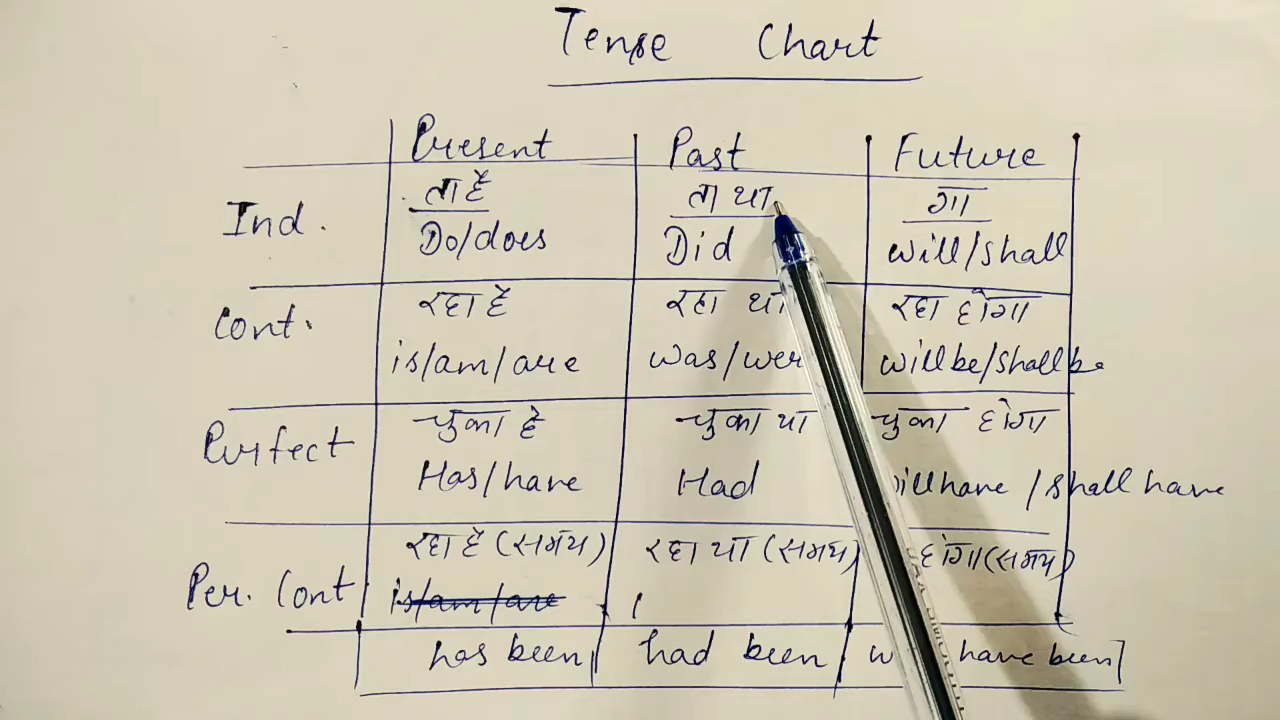 Tense Chart
Present Past Future
Ind. ता है ता था गा
Do/does Did will/shall
Cont. रहा है रहा था रहा होगा
is/am/are was/wer will be/shall be
Perfect चुका है चुका था चुका होगा
Has/have Had have / shall have
Per. Cont रहा है (समय) रहा था (समय) होगा (समय)
is/am/are
has been had been have been